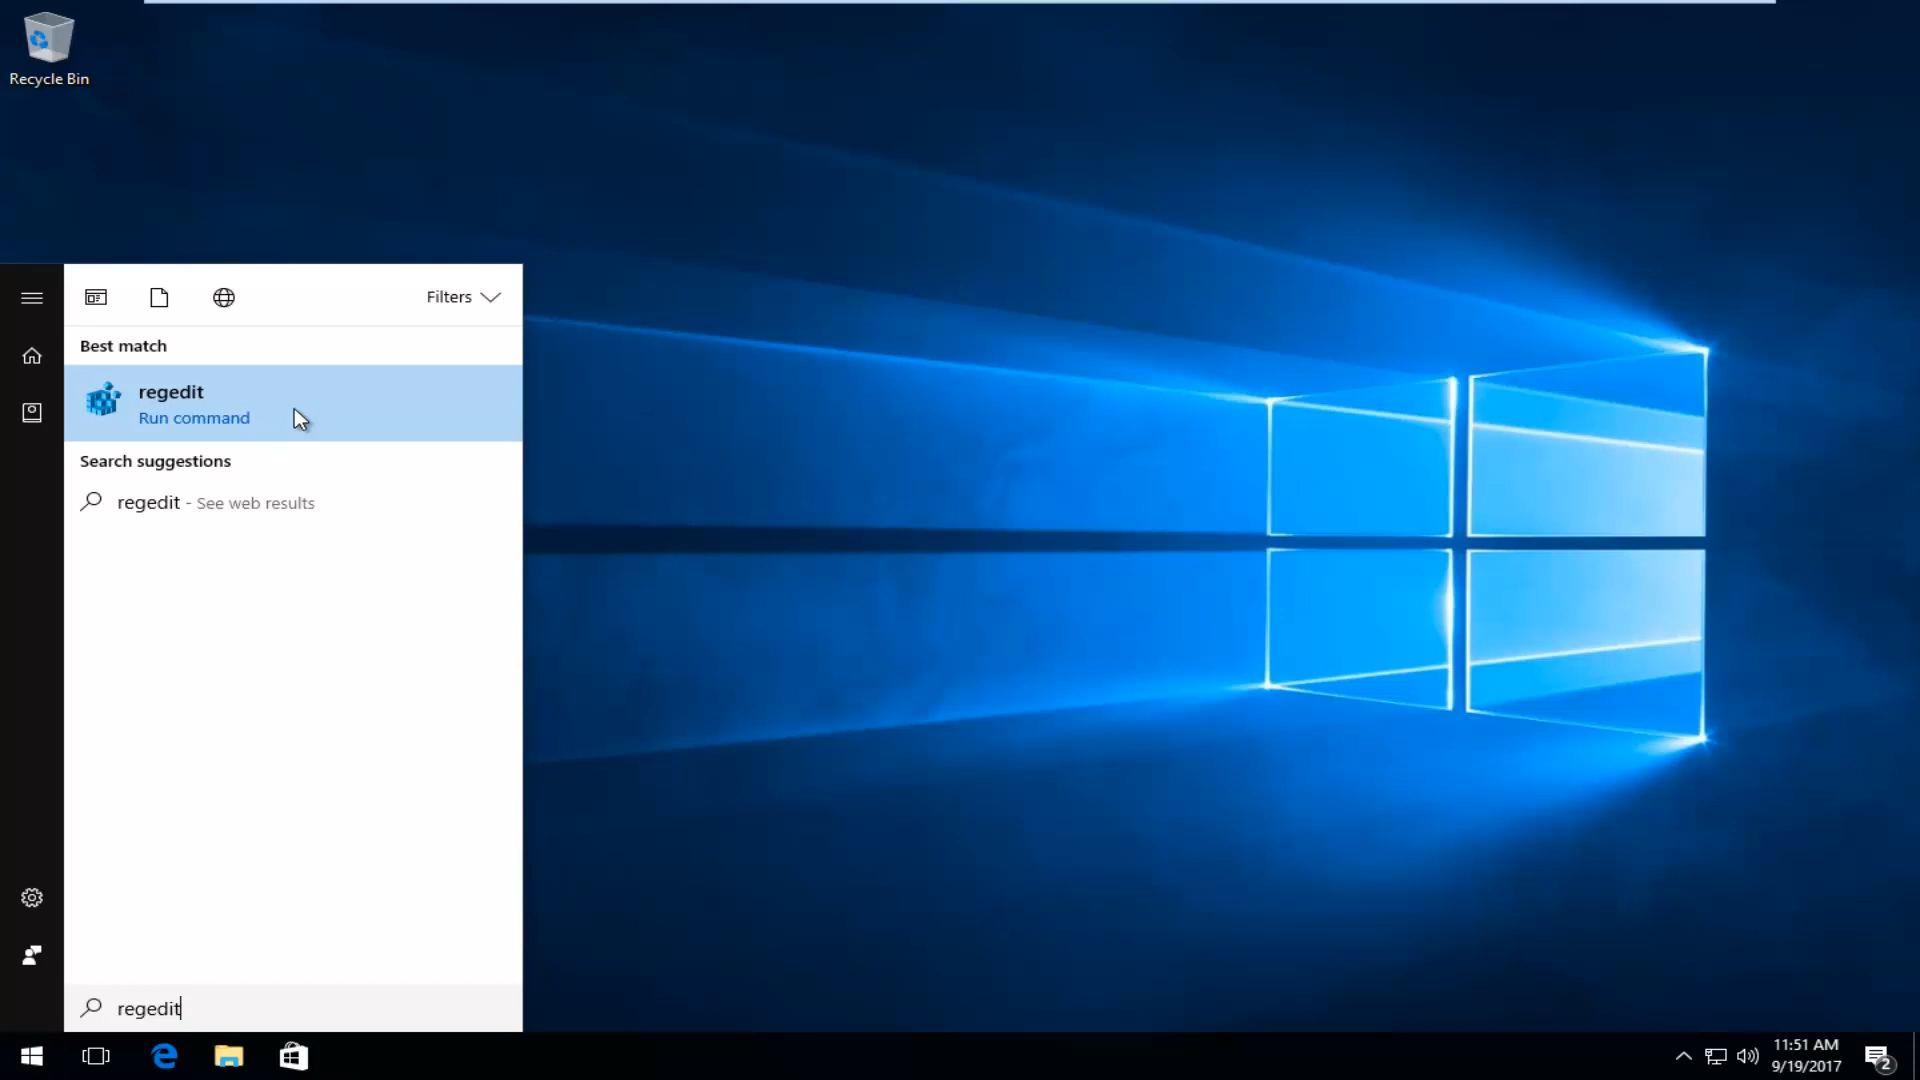 Recycle Bin
Filters
Best match
regedit
Run command
Search suggestions
regedit - See web results
regedit
11:51 AM
9/19/2017
2